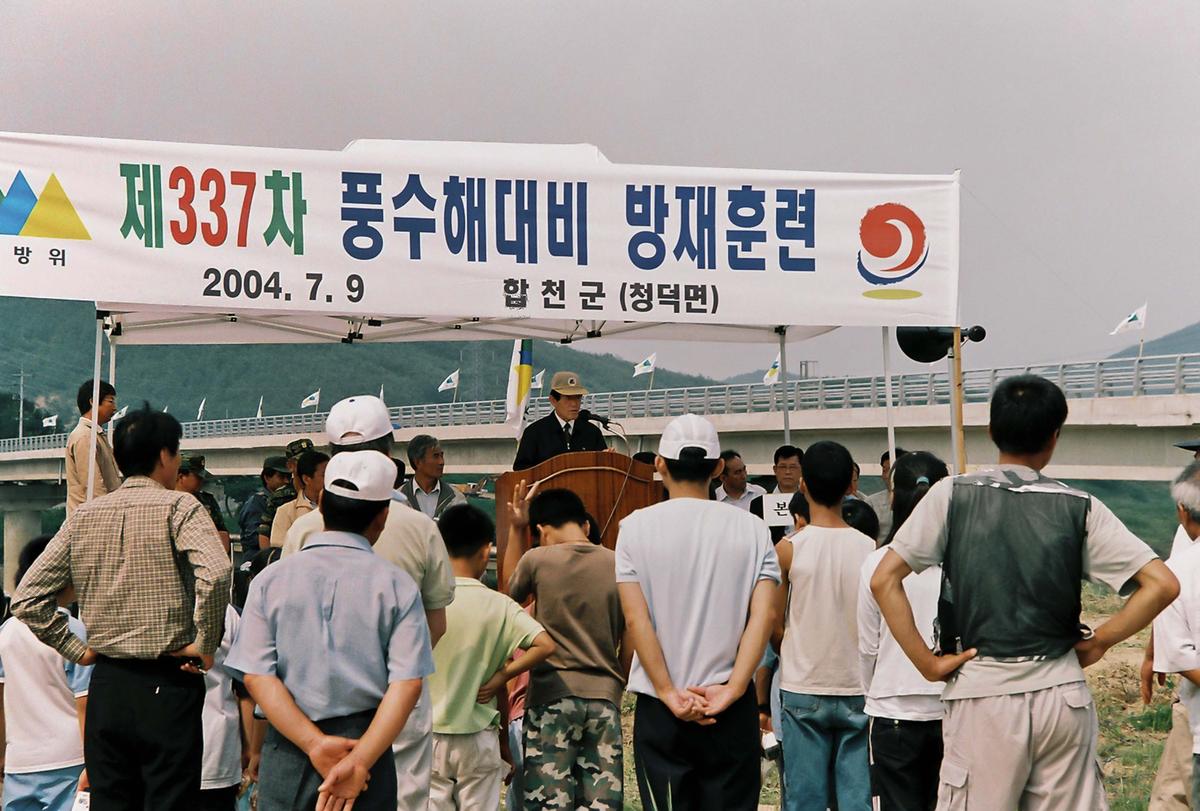 제337차 풍수해대비 방재훈련
방위
2004. 7. 9 합천군 (청덕면)
본